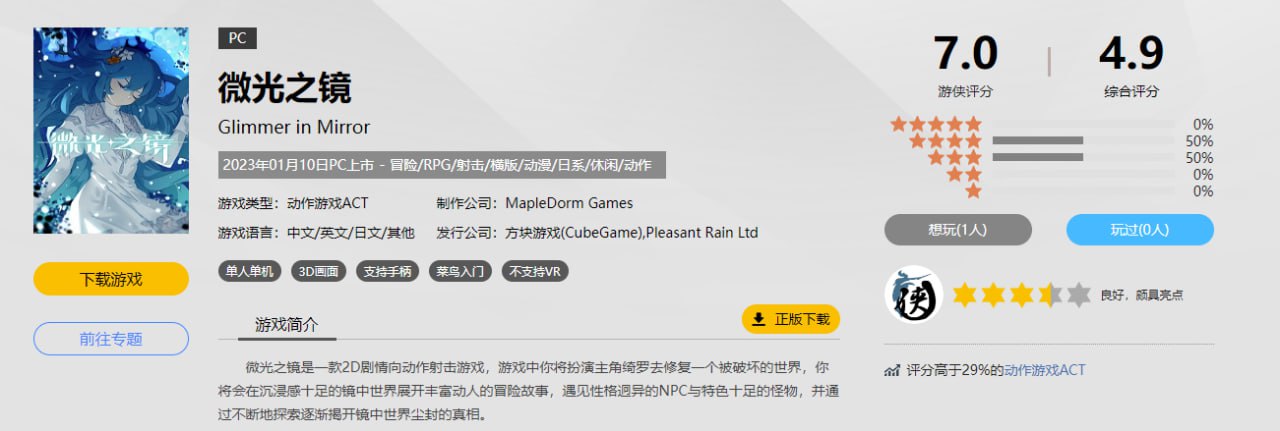 微光之镜
下载游戏
前往专题
PC
微光之镜
Glimmer in Mirror
2023年01月10日PC上市 - 冒险/RPG/射击/横版/动漫/日系/休闲/动作
游戏类型：动作游戏ACT 制作公司：MapleDorm Games
游戏语言：中文/英文/日文/其他 发行公司：方块游戏(CubeGame),Pleasant Rain Ltd
单人单机 3D画面 支持手柄 菜鸟入门 不支持VR
游戏简介
正版下载
微光之镜是一款2D剧情向动作射击游戏，游戏中你将扮演主角绮罗去修复一个被破坏的世界，你
将会在沉浸感十足的镜中世界展开丰富动人的冒险故事，遇见性格迥异的NPC与特色十足的怪物，并通
过不断地探索逐渐揭开镜中世界尘封的真相。
7.0 4.9
游侠评分 综合评分
0%
50%
50%
0%
0%
想玩(1人) 玩过(0人)
侠
良好，颇具亮点
评分高于29%的动作游戏ACT